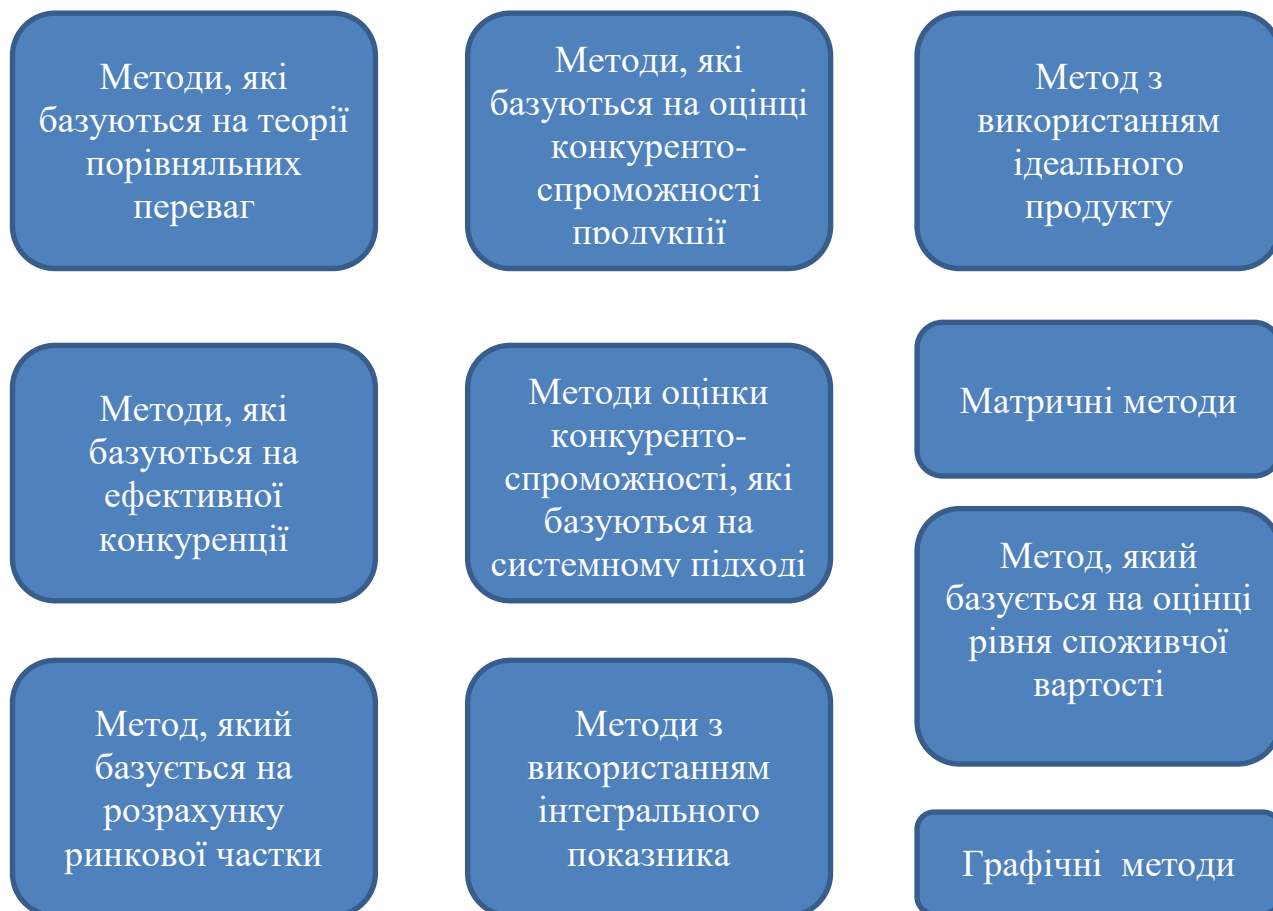 Методи, які
базуються на теорії
порівняльних
переваг
Методи, які
базуються на оцінці
конкуренто-
спроможності
продукції
Метод з
використанням
ідеального
продукту
Методи, які
базуються на
ефективної
конкуренції
Методи оцінки
конкуренто-
спроможності, які
базуються на
системному підході
Матричні методи
Метод, який
базується на оцінці
рівня споживчої
вартості
Метод, який
базується на
розрахунку
ринкової частки
Методи з
використанням
інтегрального
показника
Графічні  методи